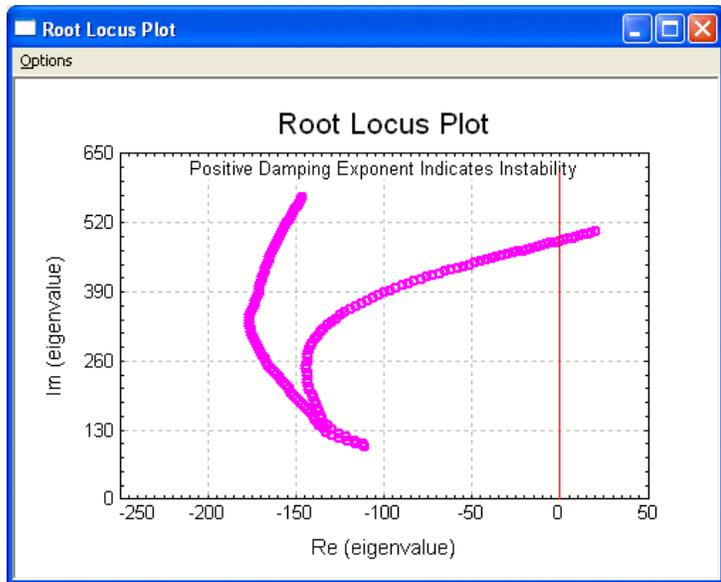 Root Locus Plot
Options
Root Locus Plot
Positive Damping Exponent Indicates Instability
650
520
390
260
130
0
Im (eigenvalue)
-250 -200 -150 -100 -50 0 50
Re (eigenvalue)